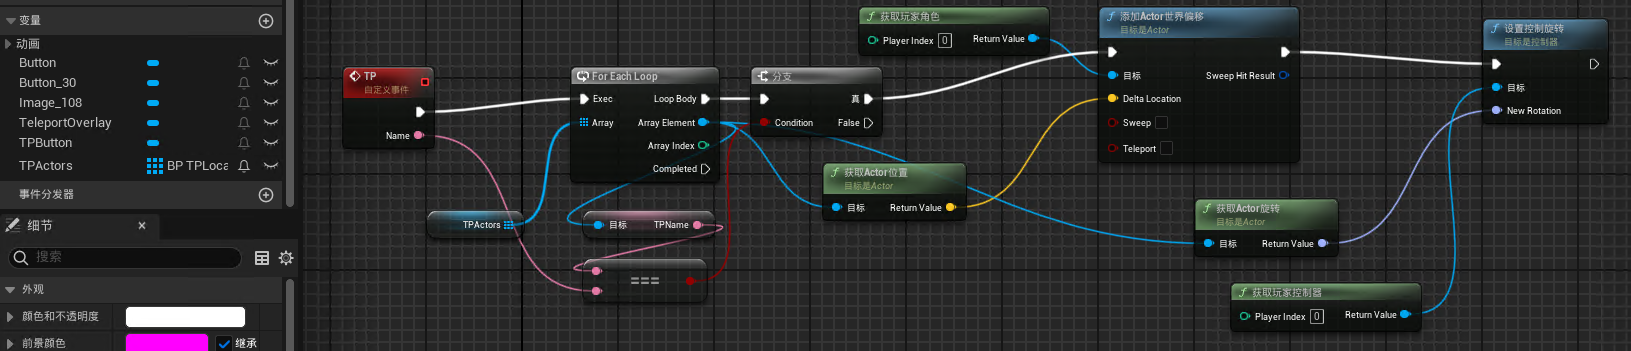 变量
动画
Button
Button_30
Image_108
TeleportOverlay
TPButton
TPActors
BP TPLoca
事件分发器
细节
搜索
外观
颜色和不透明度
前景颜色
继承
TP
自定义事件
Name
TPActors
For Each Loop
Exec
Loop Body
Array
Array Element
Array Index
Completed
目标
TPName
===
分支
真
Condition
False
获取玩家角色
Player Index
0
Return Value
获取Actor位置
目标是Actor
目标
Return Value
添加Actor世界偏移
目标是Actor
Sweep Hit Result
目标
Delta Location
Sweep
Teleport
获取Actor旋转
目标是Actor
目标
Return Value
获取玩家控制器
Player Index
0
Return Value
设置控制旋转
目标是控制器
目标
New Rotation